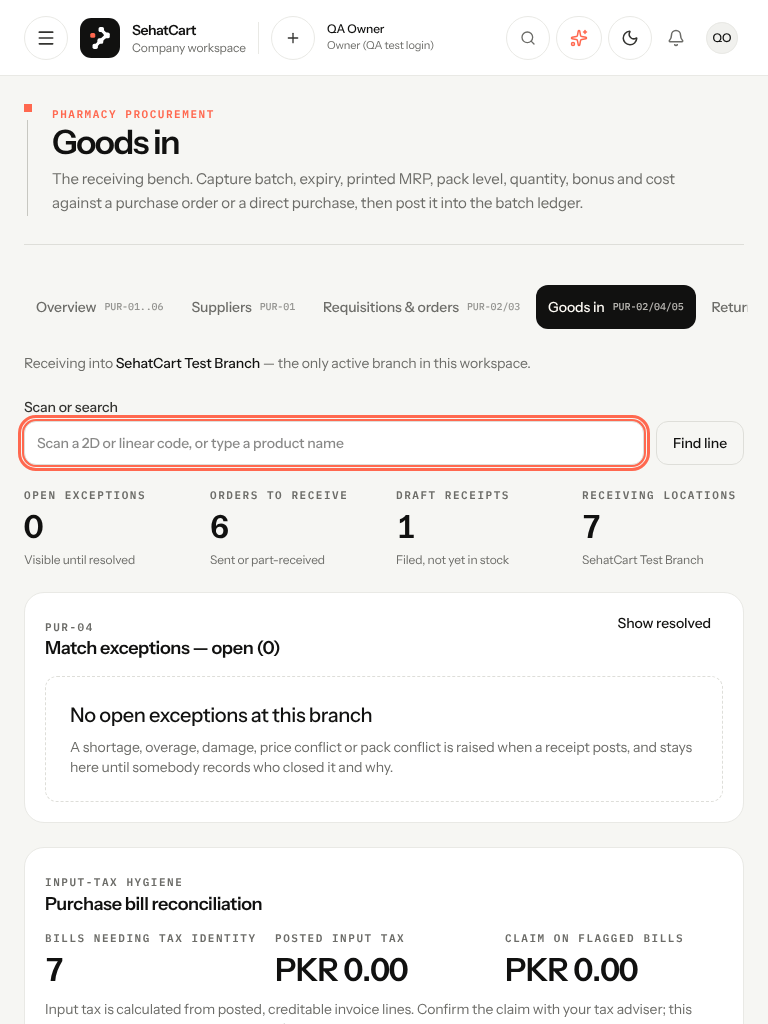 SehatCart
Company workspace
QA Owner
Owner (QA test login)
QO
PHARMACY PROCUREMENT
Goods in
The receiving bench. Capture batch, expiry, printed MRP, pack level, quantity, bonus and cost
against a purchase order or a direct purchase, then post it into the batch ledger.
Overview PUR-01..06 Suppliers PUR-01 Requisitions & orders PUR-02/03 Goods in PUR-02/04/05 Return
Receiving into SehatCart Test Branch — the only active branch in this workspace.
Scan or search
Scan a 2D or linear code, or type a product name
Find line
OPEN EXCEPTIONS ORDERS TO RECEIVE DRAFT RECEIPTS RECEIVING LOCATIONS
0 6 1 7
Visible until resolved Sent or part-received Filed, not yet in stock SehatCart Test Branch
PUR-04
Show resolved
Match exceptions — open (0)
No open exceptions at this branch
A shortage, overage, damage, price conflict or pack conflict is raised when a receipt posts, and stays
here until somebody records who closed it and why.
INPUT-TAX HYGIENE
Purchase bill reconciliation
BILLS NEEDING TAX IDENTITY POSTED INPUT TAX CLAIM ON FLAGGED BILLS
7 PKR 0.00 PKR 0.00
Input tax is calculated from posted, creditable invoice lines. Confirm the claim with your tax adviser; this